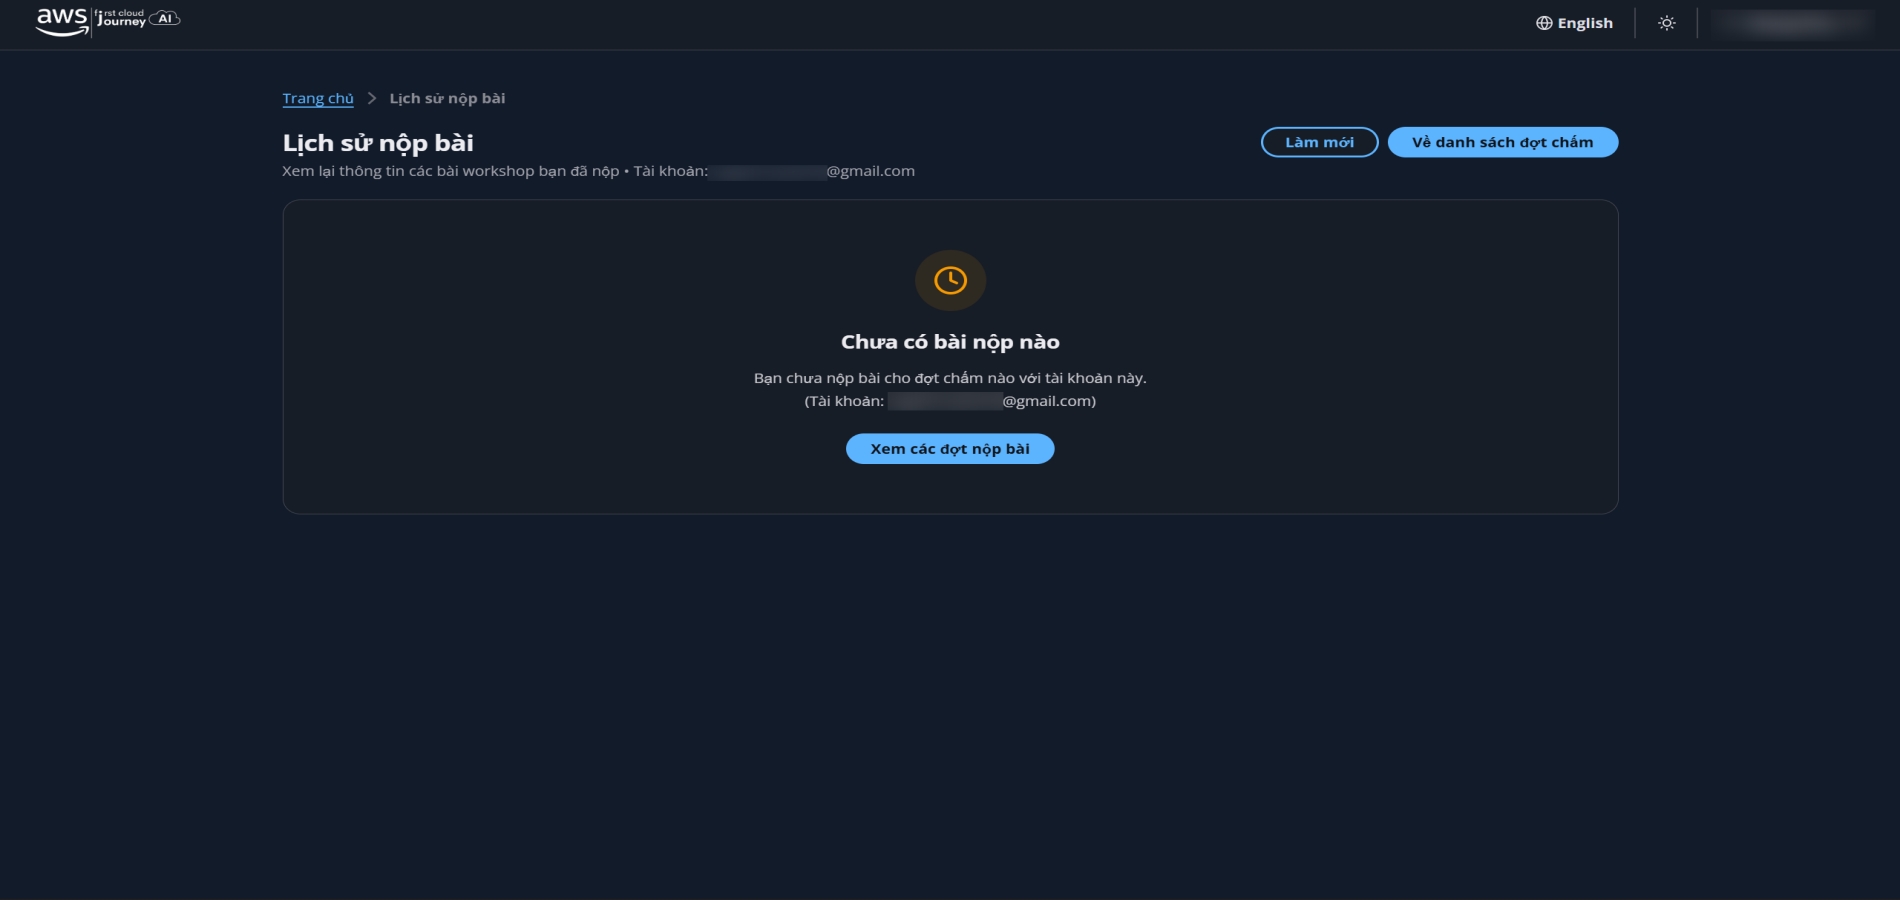 aws first cloud journey AI
English
Trang chủ > Lịch sử nộp bài
Lịch sử nộp bài
Làm mới
Về danh sách đợt chấm
Xem lại thông tin các bài workshop bạn đã nộp • Tài khoản: @gmail.com
Chưa có bài nộp nào
Bạn chưa nộp bài cho đợt chấm nào với tài khoản này.
(Tài khoản: @gmail.com)
Xem các đợt nộp bài